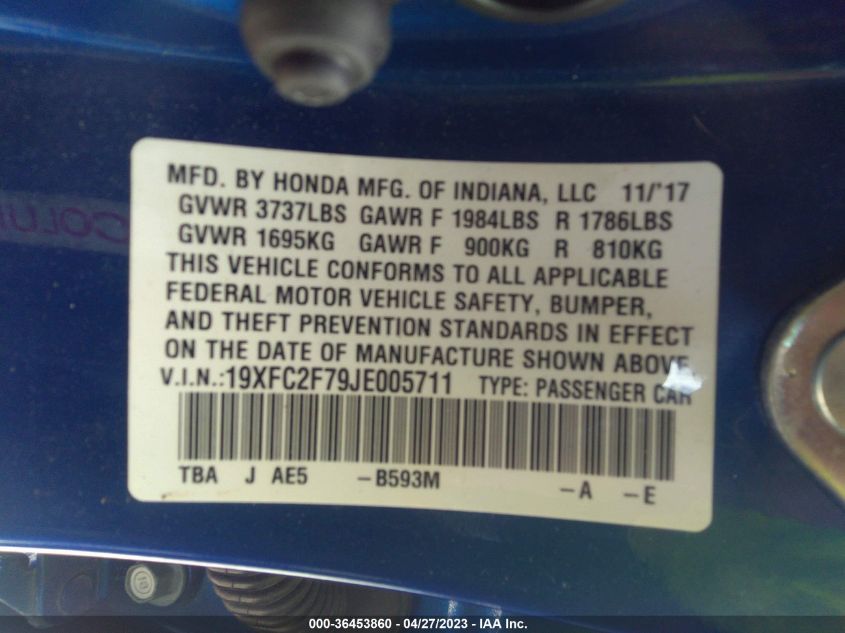 MFD. BY HONDA MFG. OF INDIANA, LLC 11/'17
GVWR 3737LBS GAWR F 1984LBS R 1786LBS
GVWR 1695KG GAWR F 900KG R 810KG
THIS VEHICLE CONFORMS TO ALL APPLICABLE
FEDERAL MOTOR VEHICLE SAFETY, BUMPER,
AND THEFT PREVENTION STANDARDS IN EFFECT
ON THE DATE OF MANUFACTURE SHOWN ABOVE
V.I.N.:19XFC2F79JE005711 TYPE: PASSENGER CAR
TBA J AE5 -B593M -A -E
000-36453860 - 04/27/2023 - IAA Inc.